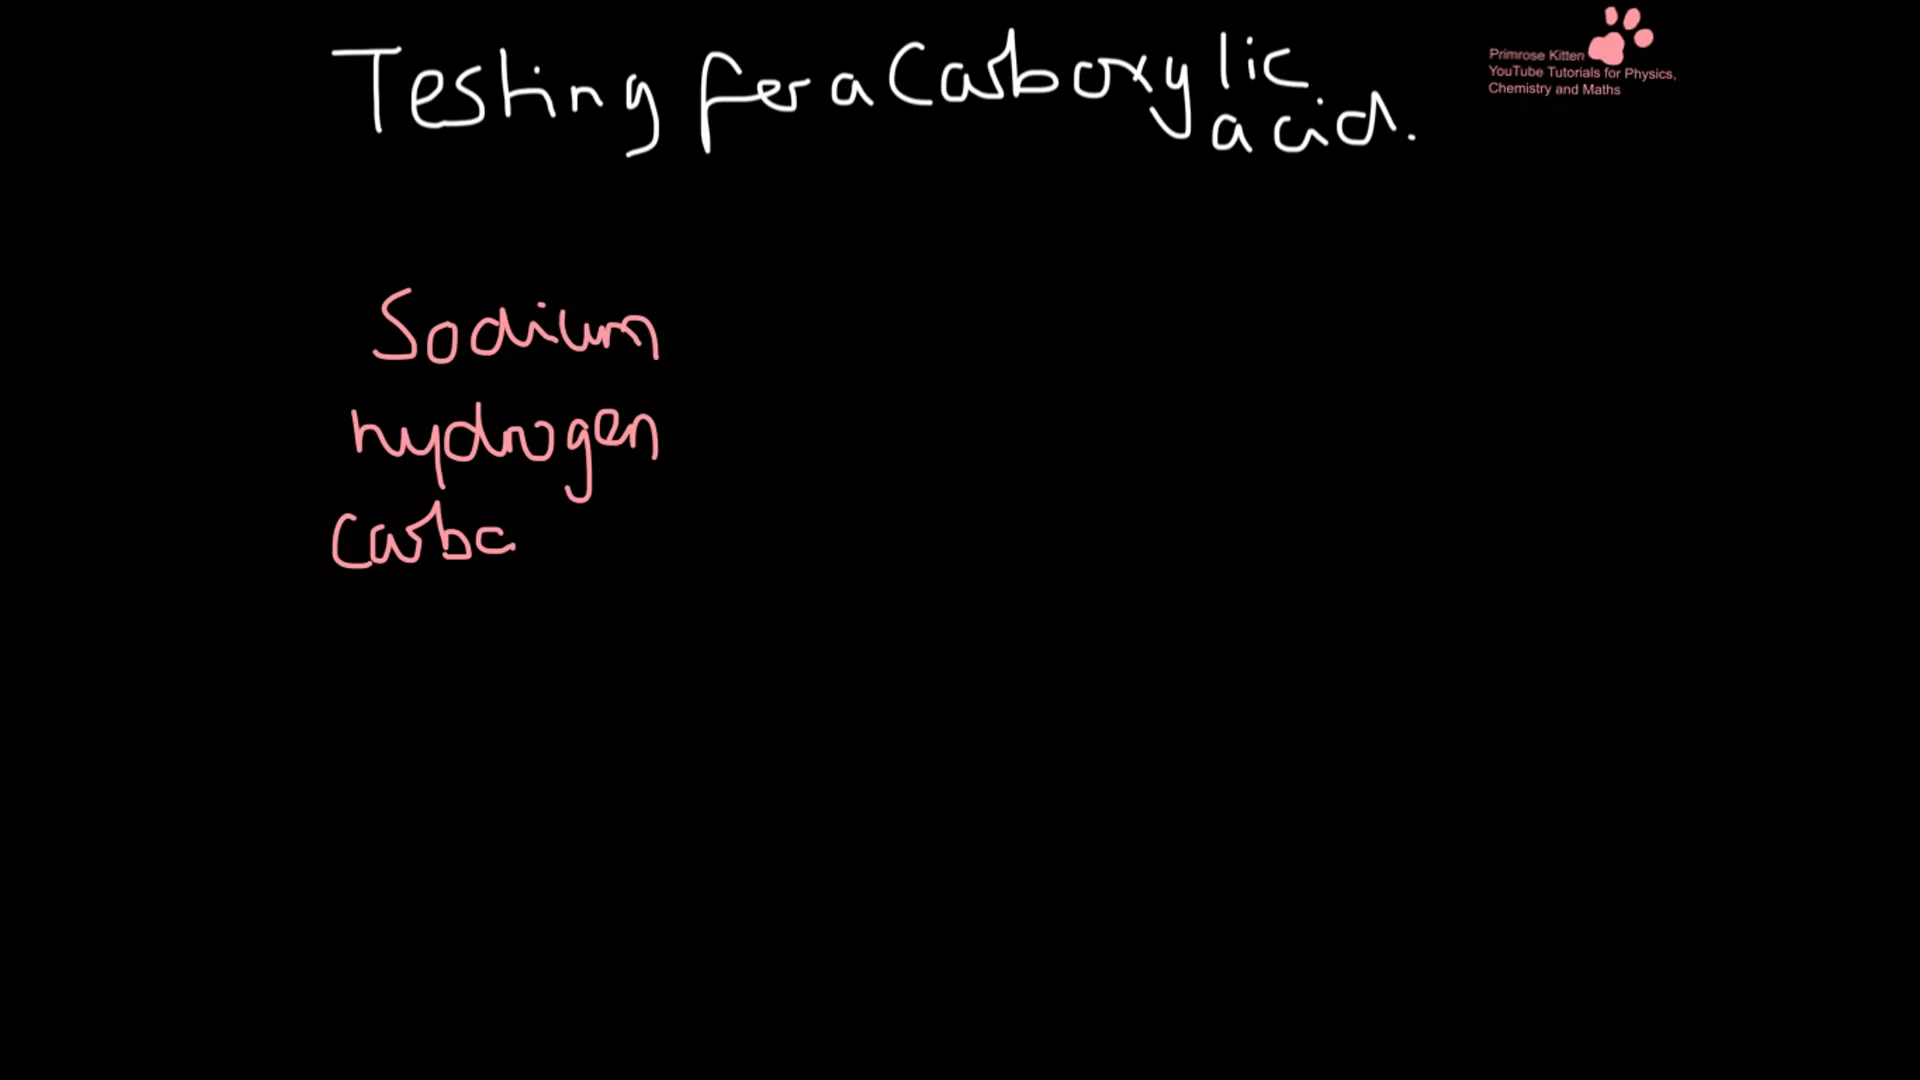 Testing for a Carboxylic
acid.
Primrose Kitten
YouTube Tutorials for Physics,
Chemistry and Maths
Sodium
hydrogen
Carbo